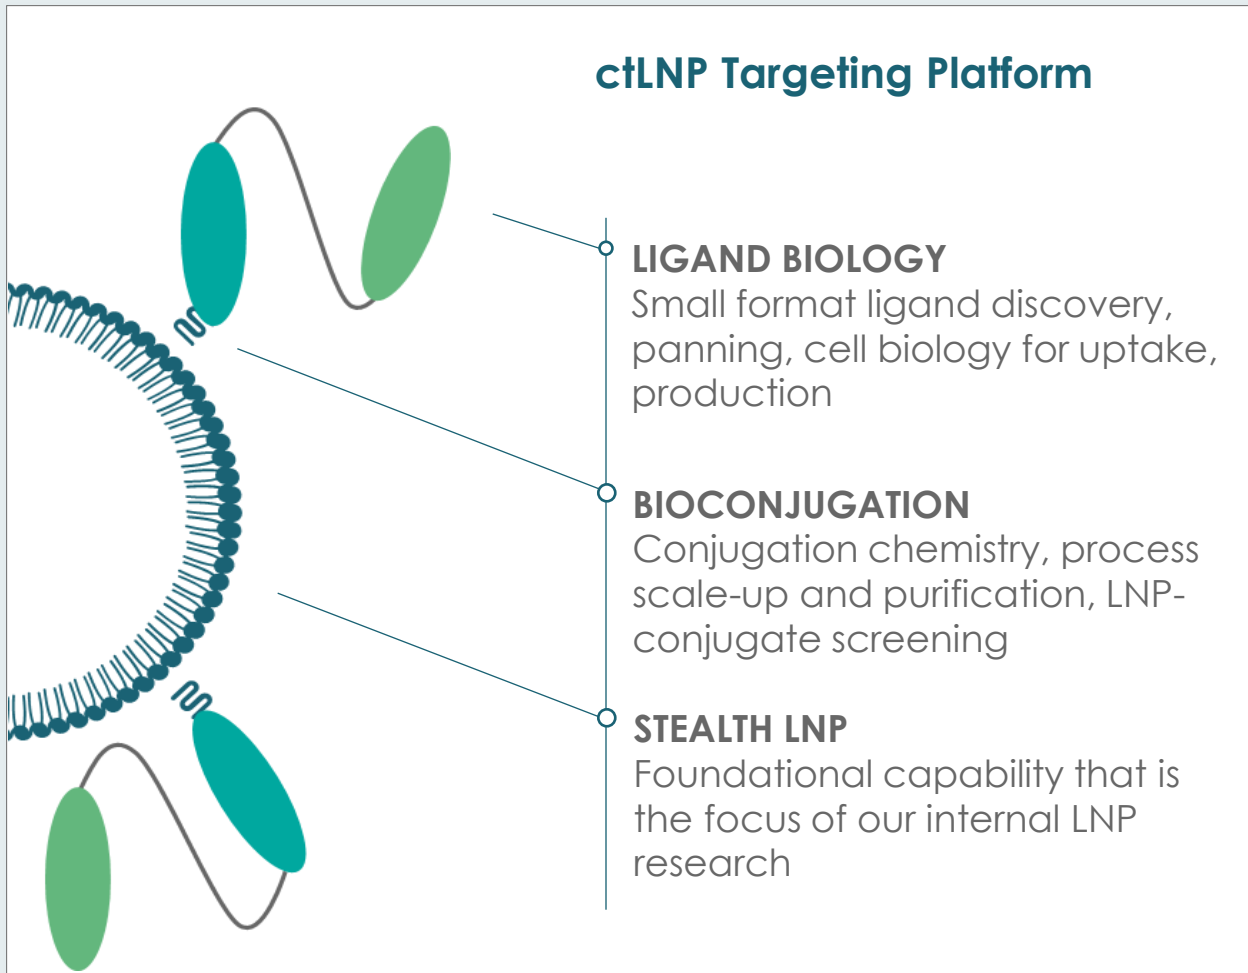 ctLNP Targeting Platform
LIGAND BIOLOGY
Small format ligand discovery,
panning, cell biology for uptake,
production
BIOCONJUGATION
Conjugation chemistry, process
scale-up and purification, LNP-
conjugate screening
STEALTH LNP
Foundational capability that is
the focus of our internal LNP
research